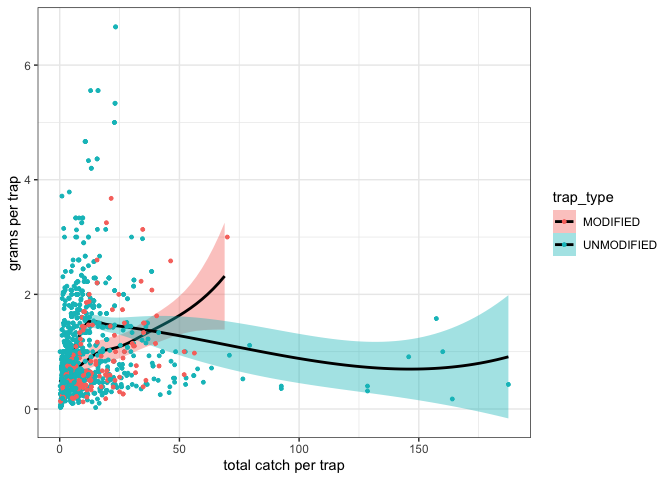 6
4
2
0
grams per trap
0 50 100 150
total catch per trap
trap_type
MODIFIED
UNMODIFIED